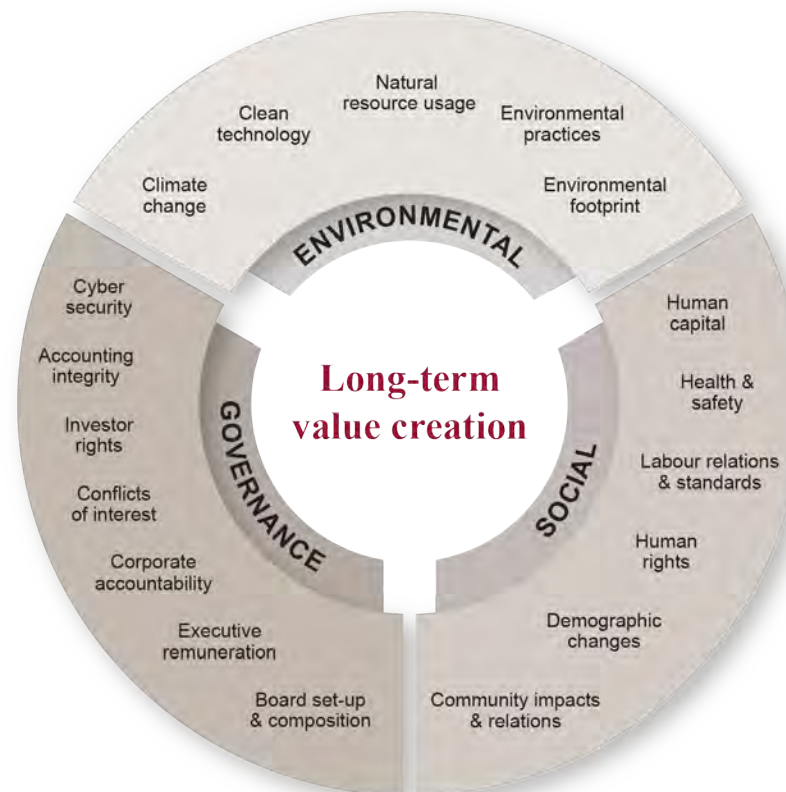 Natural
resource usage
Clean
technology
Environmental
practices
Climate
change
Environmental
footprint
ENVIRONMENTAL
Cyber
security
Accounting
integrity
Investor
rights
Conflicts
of interest
Corporate
accountability
Executive
remuneration
Board set-up
& composition
GOVERNANCE
Long-term
value creation
SOCIAL
Human
capital
Health &
safety
Labour relations
& standards
Human
rights
Demographic
changes
Community impacts
& relations